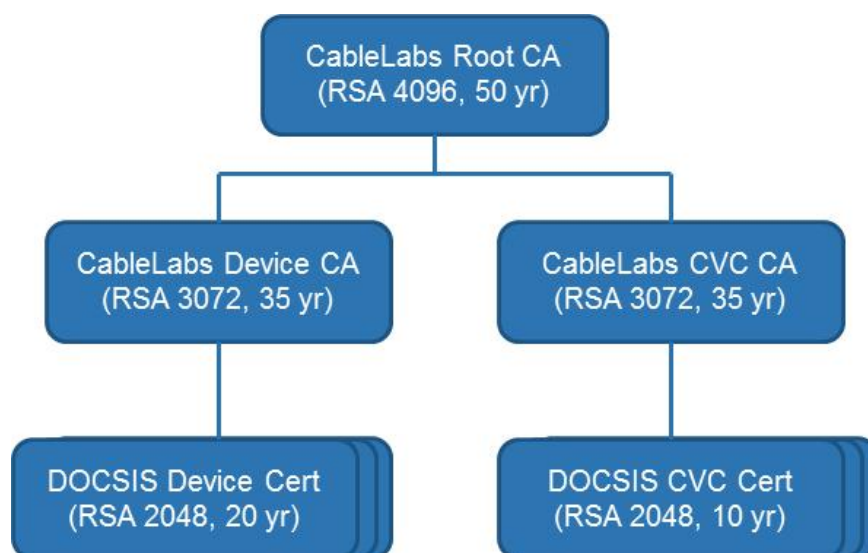 CableLabs Root CA
(RSA 4096, 50 yr)
CableLabs Device CA
(RSA 3072, 35 yr)
CableLabs CVC CA
(RSA 3072, 35 yr)
DOCSIS Device Cert
(RSA 2048, 20 yr)
DOCSIS CVC Cert
(RSA 2048, 10 yr)